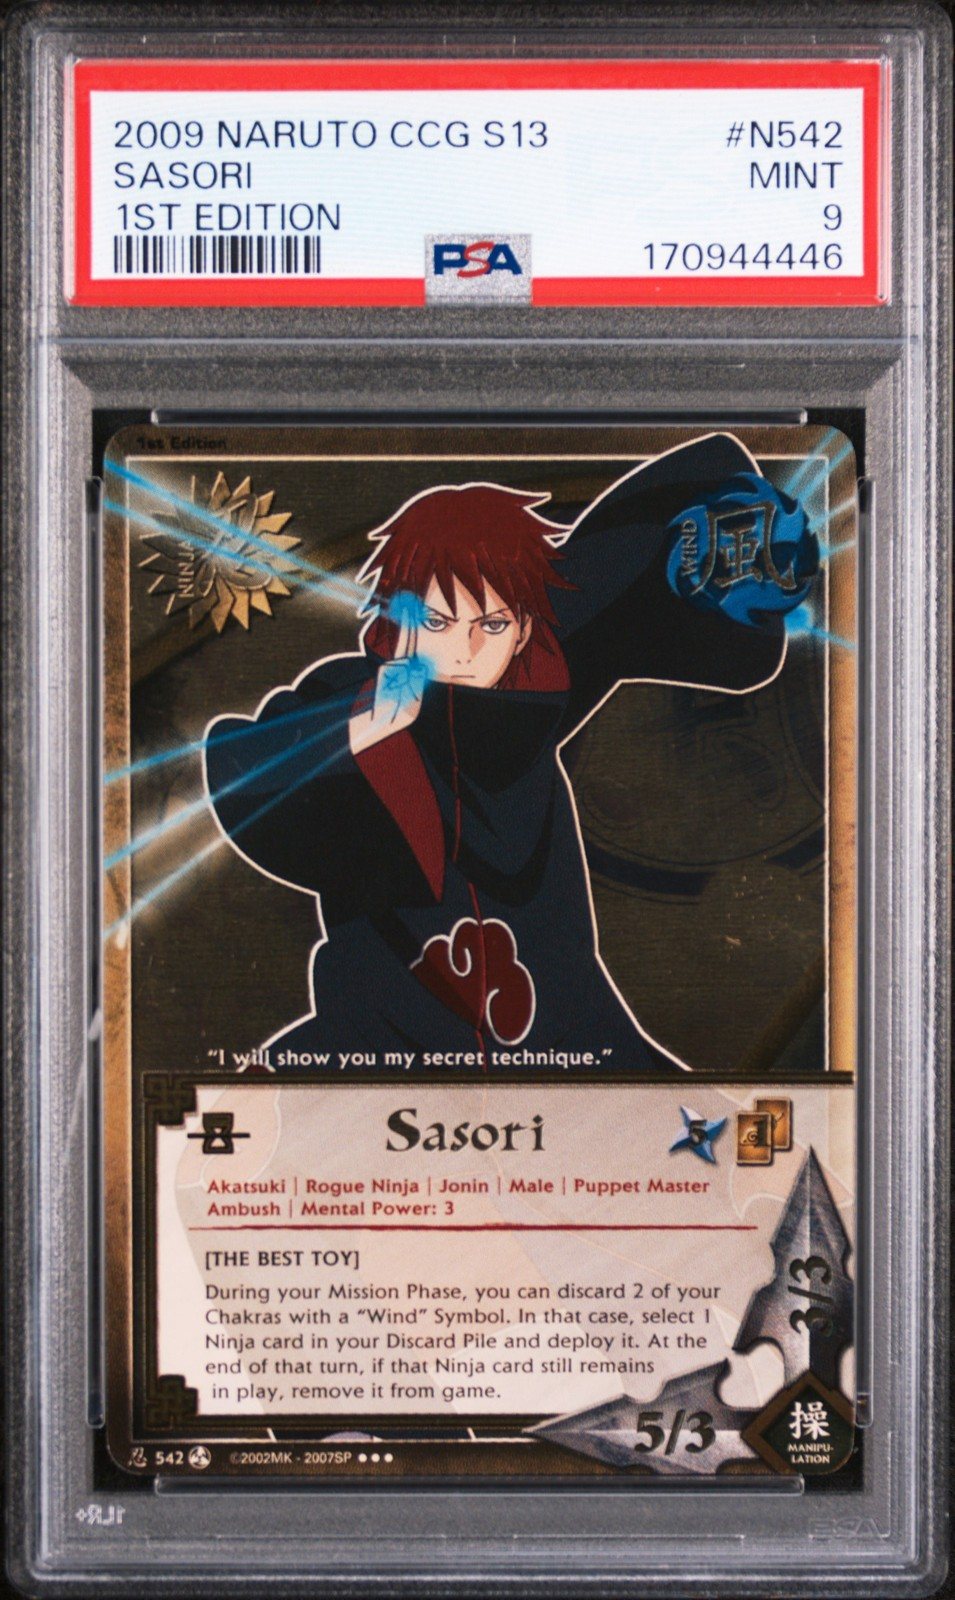 2009 NARUTO CCG S13 #N542
SASORI MINT
1ST EDITION 9
PSA 170944446
1st Edition
NINJA
WIND 風
"I will show you my secret technique."
Sasori 5 1
Akatsuki | Rogue Ninja | Jonin | Male | Puppet Master
Ambush | Mental Power: 3
[THE BEST TOY]
During your Mission Phase, you can discard 2 of your
Chakras with a "Wind" Symbol. In that case, select 1
Ninja card in your Discard Pile and deploy it. At the
end of that turn, if that Ninja card still remains
in play, remove it from game.
3/3
5/3
操
MANIPU-
LATION
忍 542 ©2002MK - 2007SP
1LR+
PSA